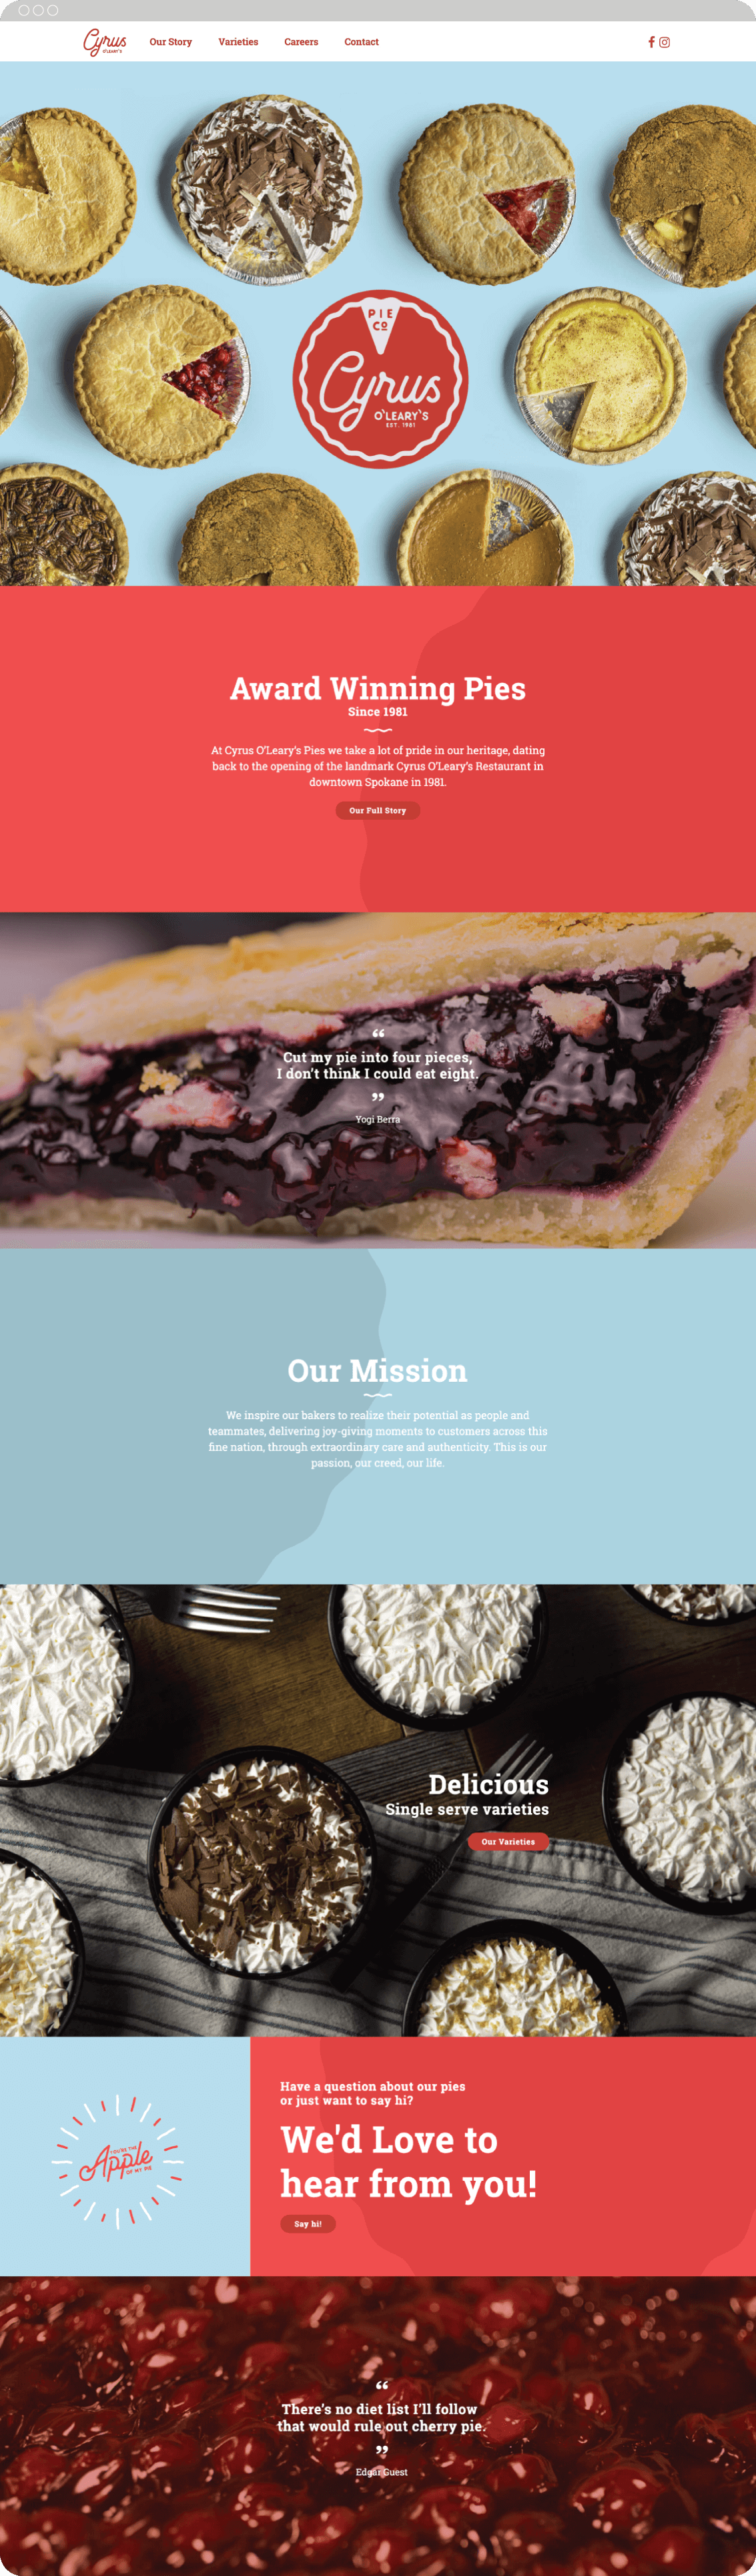 Cyrus
O'LEARY'S
Our Story
Varieties
Careers
Contact
PIE
CO
Cyrus
O'LEARY'S
EST. 1981
Award Winning Pies
Since 1981
At Cyrus O'Leary's Pies we take a lot of pride in our heritage, dating
back to the opening of the landmark Cyrus O'Leary's Restaurant in
downtown Spokane in 1981.
Our Full Story
“
Cut my pie into four pieces,
I don't think I could eat eight.
”
Yogi Berra
Our Mission
We inspire our bakers to realize their potential as people and
teammates, delivering joy-giving moments to customers across this
fine nation, through extraordinary care and authenticity. This is our
passion, our creed, our life.
Delicious
Single serve varieties
Our Varieties
YOU'RE THE
Apple
OF MY PIE
Have a question about our pies
or just want to say hi?
We'd Love to
hear from you!
Say hi!
“
There's no diet list I'll follow
that would rule out cherry pie.
”
Edgar Guest